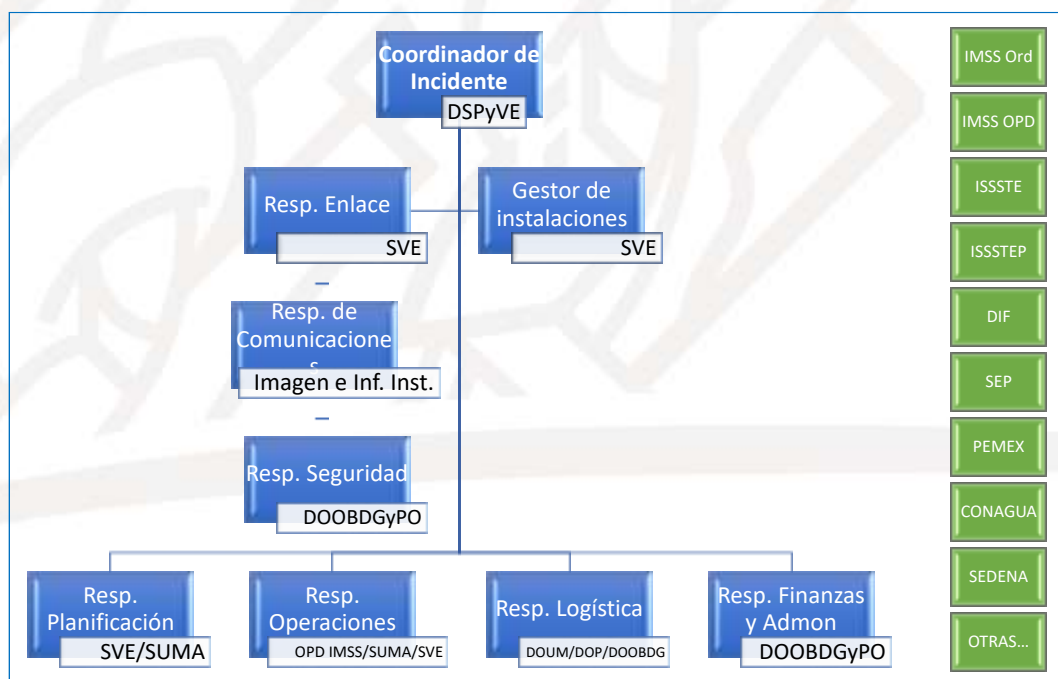 Coordinador de
Incidente
DSPyVE
Resp. Enlace
SVE
Gestor de
instalaciones
SVE
Resp. de
Comunicacione
s
Imagen e Inf. Inst.
Resp. Seguridad
DOOBDGyPO
Resp.
Planificación
SVE/SUMA
Resp.
Operaciones
OPD IMSS/SUMA/SVE
Resp. Logística
DOUM/DOP/DOOBDG
Resp. Finanzas
y Admon
DOOBDGyPO
IMSS Ord
IMSS OPD
ISSSTE
ISSSTEP
DIF
SEP
PEMEX
CONAGUA
SEDENA
OTRAS...